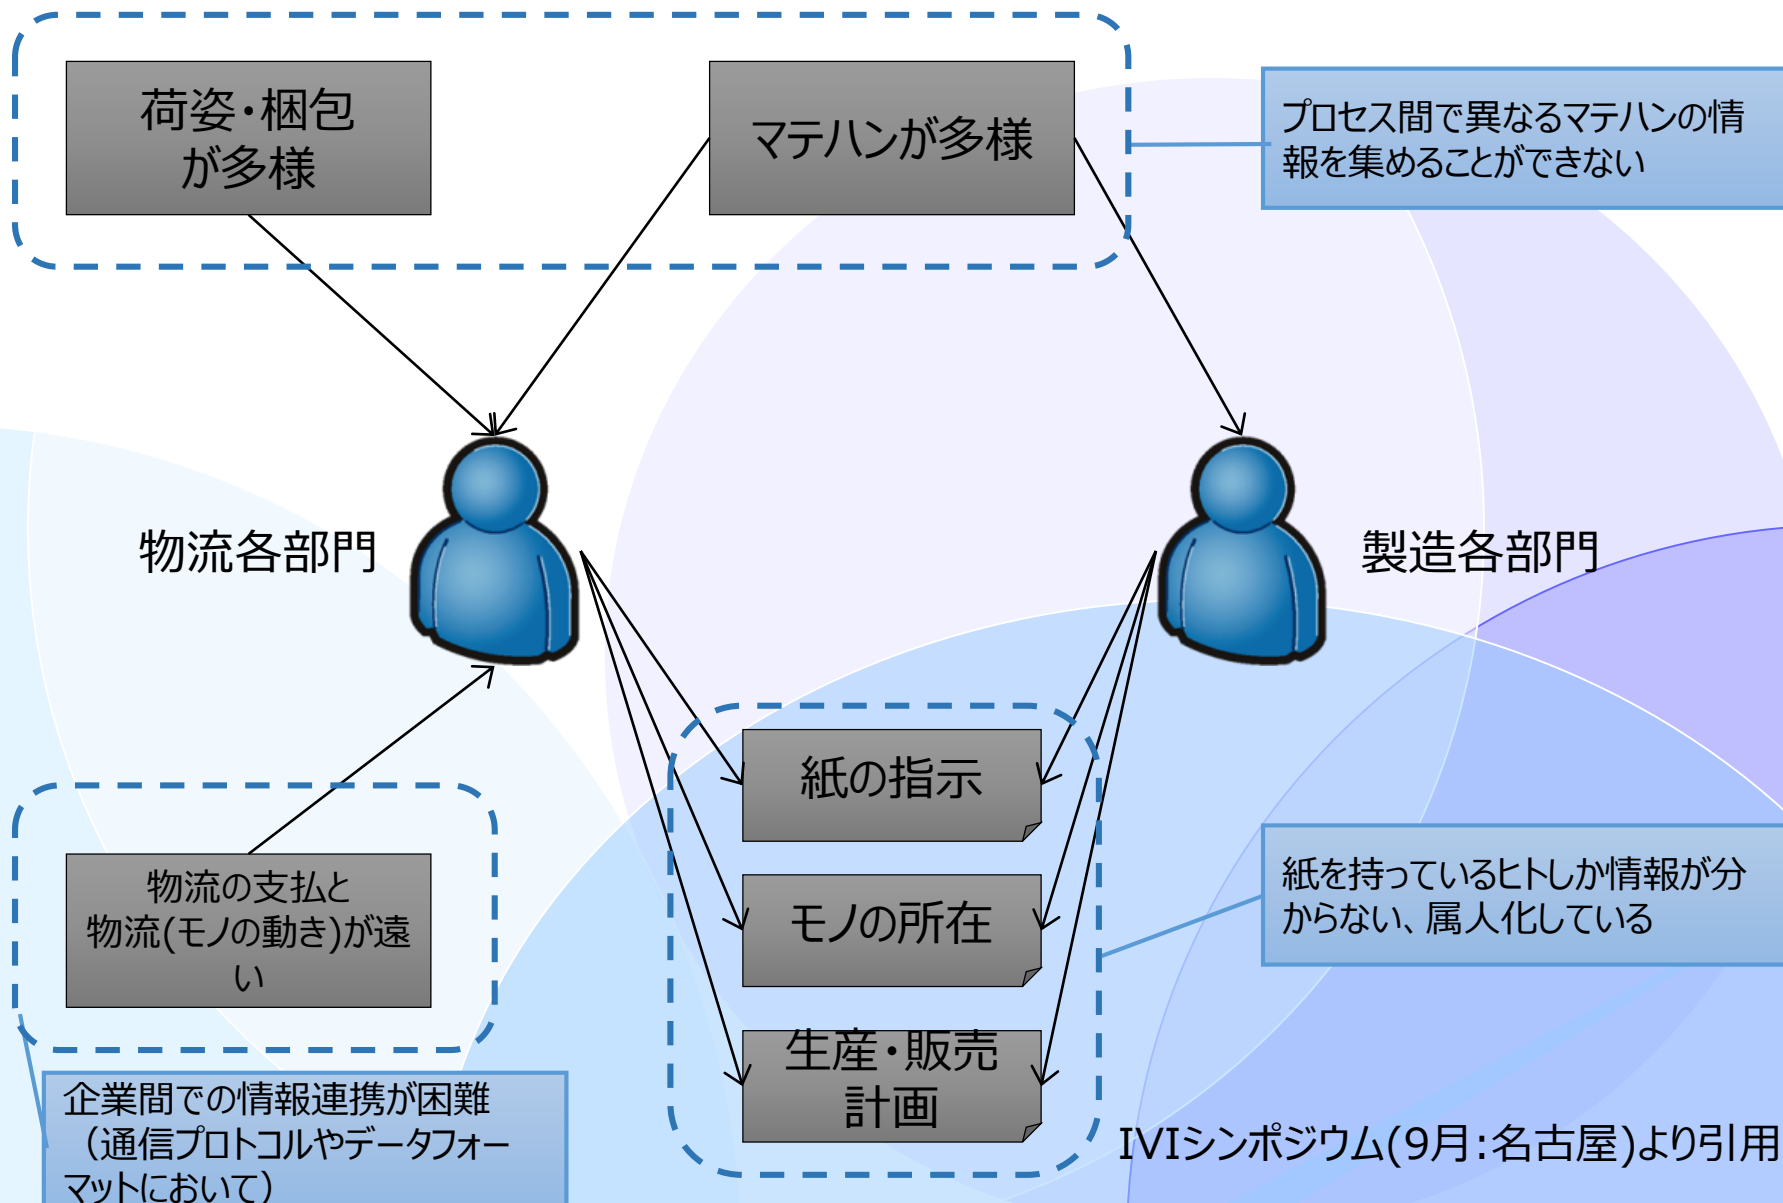 荷姿・梱包
が多様
マテハンが多様
プロセス間で異なるマテハンの情
報を集めることができない
物流各部門
製造各部門
紙の指示
モノの所在
生産・販売
計画
物流の支払と
物流(モノの動き)が遠
い
紙を持っているヒトしか情報が分
からない、属人化している
企業間での情報連携が困難
（通信プロトコルやデータフォー
マットにおいて）
IVIシンポジウム(9月:名古屋)より引用